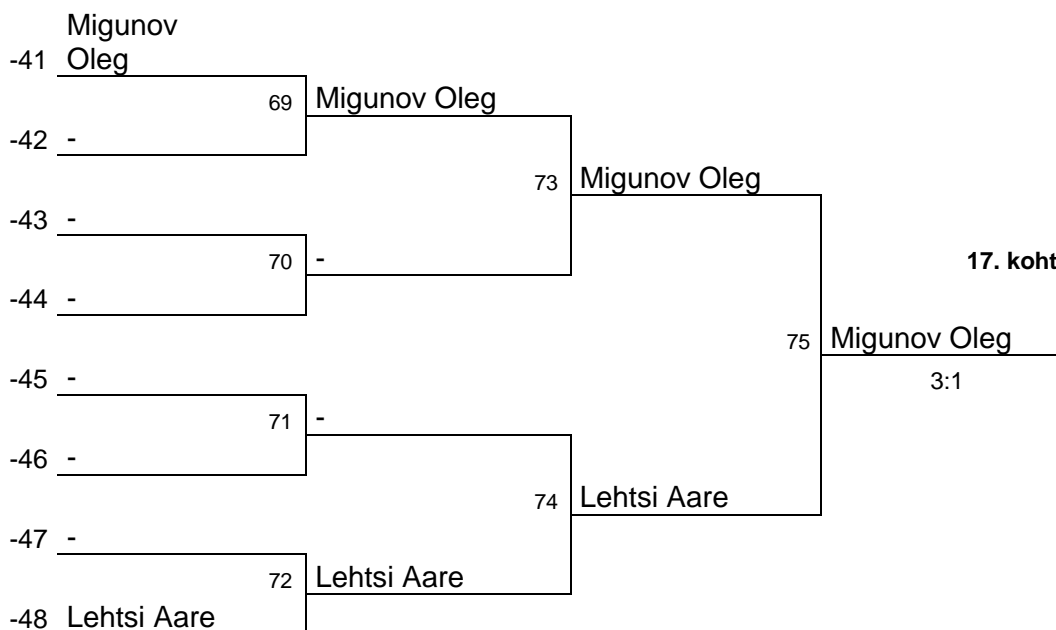 Migunov
-41 Oleg
69 Migunov Oleg
-42 -
73 Migunov Oleg
-43 -
70 -
17. koht
-44 -
75 Migunov Oleg
-45 -
3:1
71 -
-46 -
74 Lehtsi Aare
-47 -
72 Lehtsi Aare
-48 Lehtsi Aare